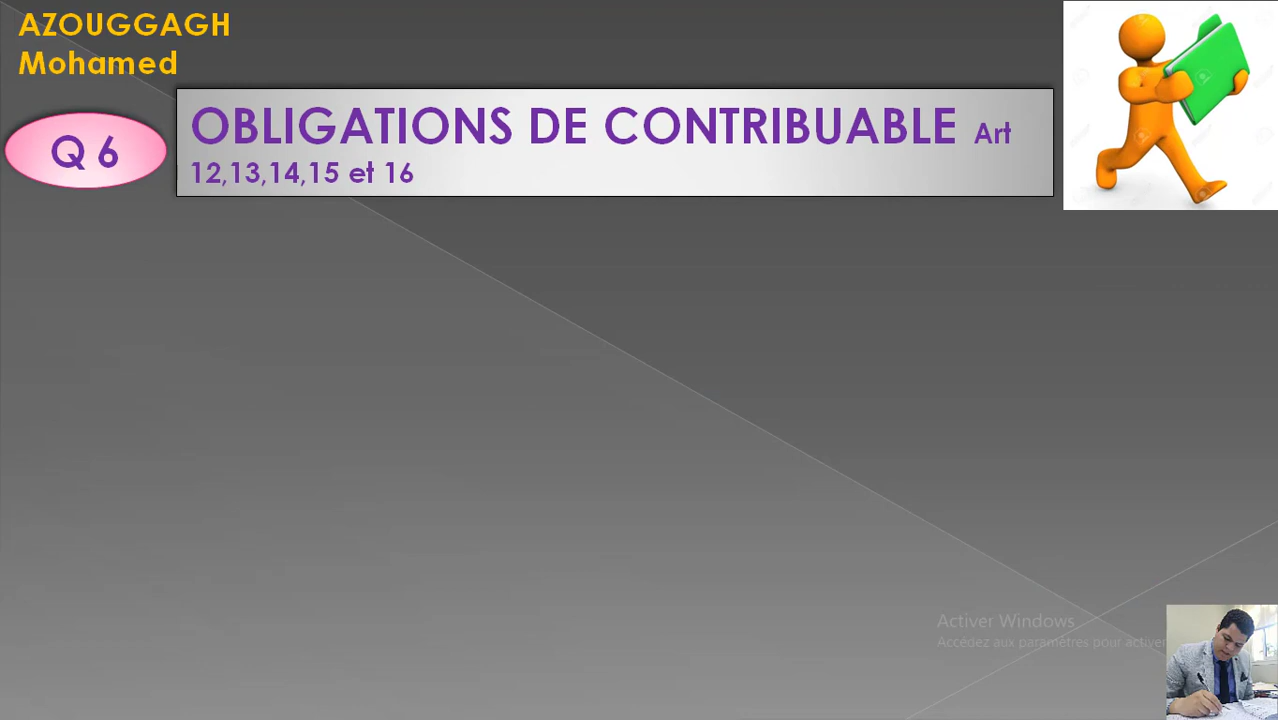 AZOUGGAGH
Mohamed
Q 6
OBLIGATIONS DE CONTRIBUABLE Art
12,13,14,15 et 16
Activer Windows
Accédez aux paramètres pour activer